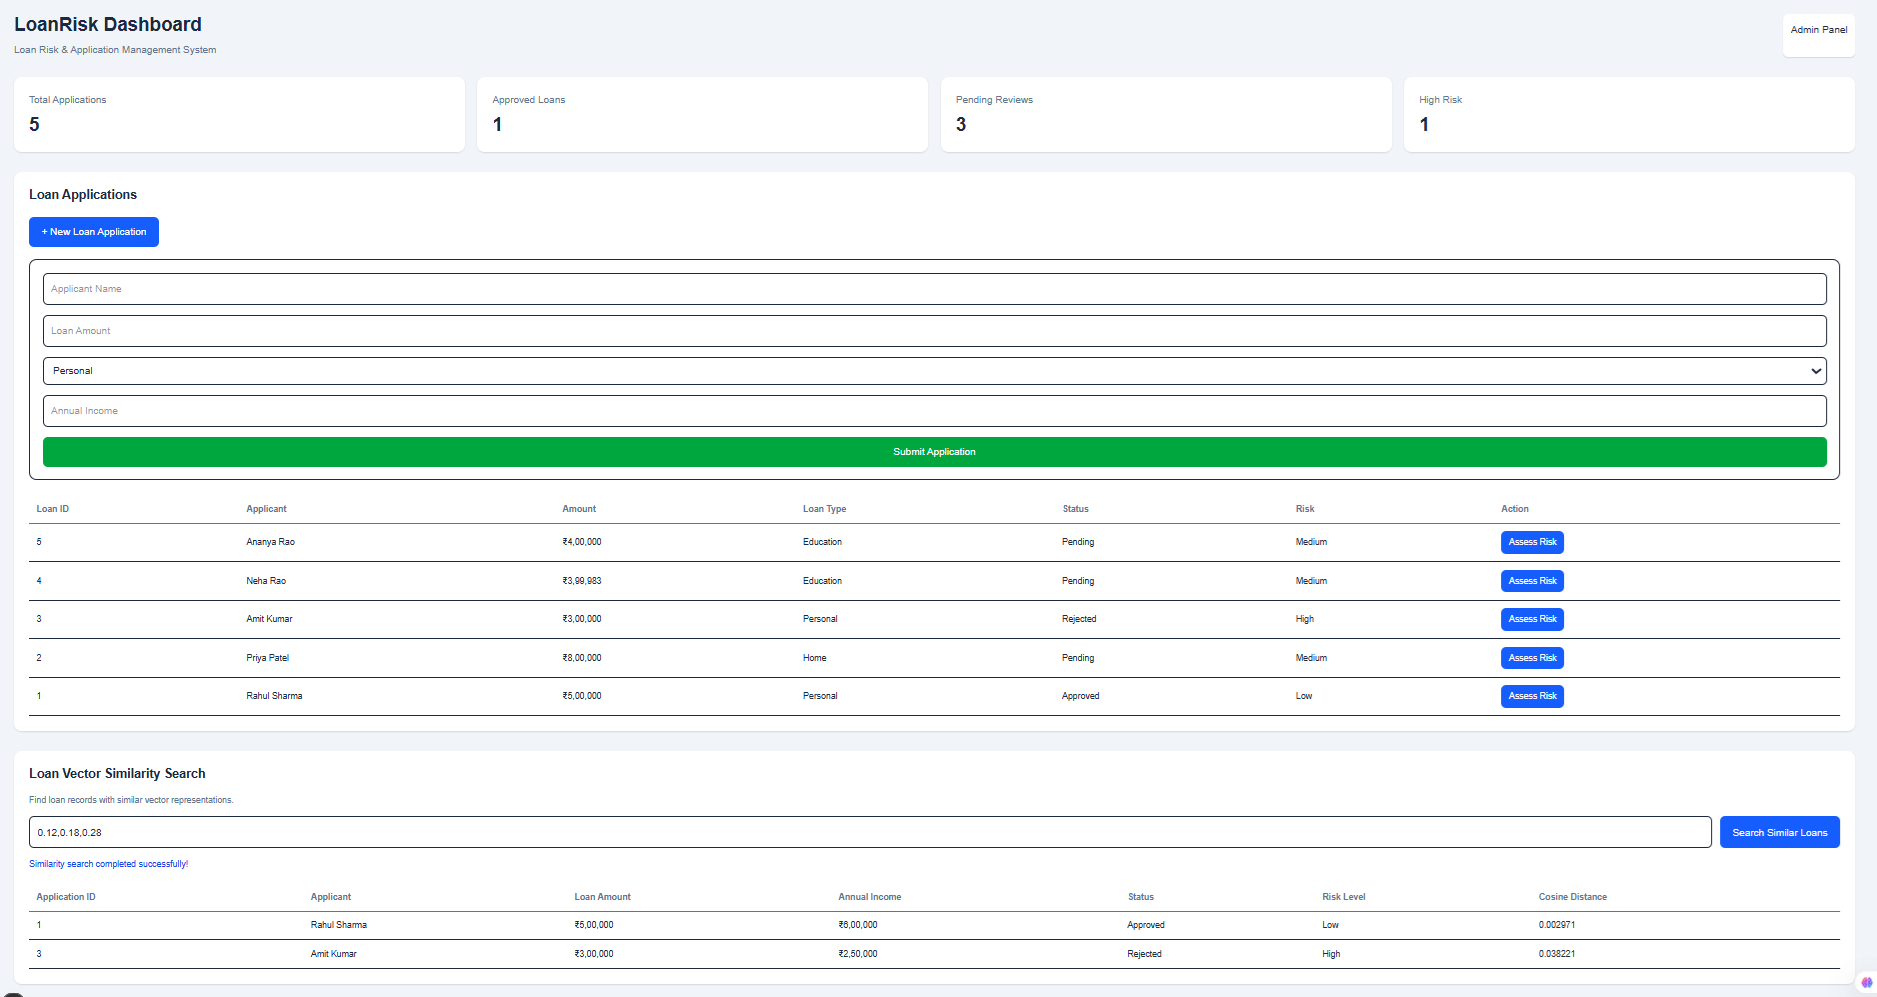 LoanRisk Dashboard
Loan Risk & Application Management System
Admin Panel
Total Applications
5
Approved Loans
1
Pending Reviews
3
High Risk
1
Loan Applications
+ New Loan Application
Applicant Name
Loan Amount
Personal
Annual Income
Submit Application
Loan ID Applicant Amount Loan Type Status Risk Action
5 Ananya Rao ₹4,00,000 Education Pending Medium Assess Risk
4 Neha Rao ₹3,99,983 Education Pending Medium Assess Risk
3 Amit Kumar ₹3,00,000 Personal Rejected High Assess Risk
2 Priya Patel ₹8,00,000 Home Pending Medium Assess Risk
1 Rahul Sharma ₹5,00,000 Personal Approved Low Assess Risk
Loan Vector Similarity Search
Find loan records with similar vector representations.
0.12,0.18,0.28
Search Similar Loans
Similarity search completed successfully!
Application ID Applicant Loan Amount Annual Income Status Risk Level Cosine Distance
1 Rahul Sharma ₹5,00,000 ₹6,00,000 Approved Low 0.002971
3 Amit Kumar ₹3,00,000 ₹2,50,000 Rejected High 0.038221